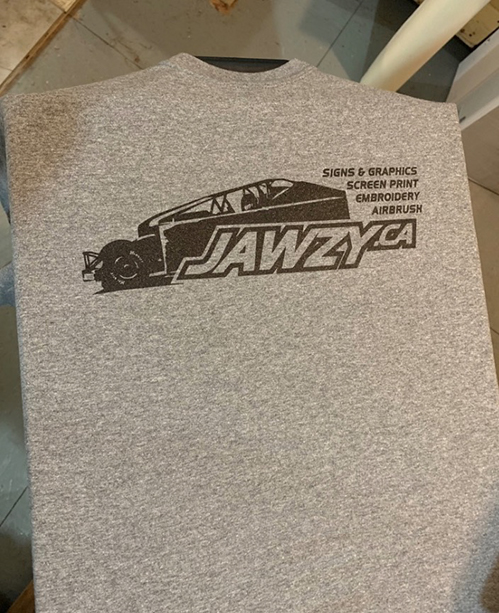 SIGNS & GRAPHICS
SCREEN PRINT
EMBROIDERY
AIRBRUSH
JAWZY.CA